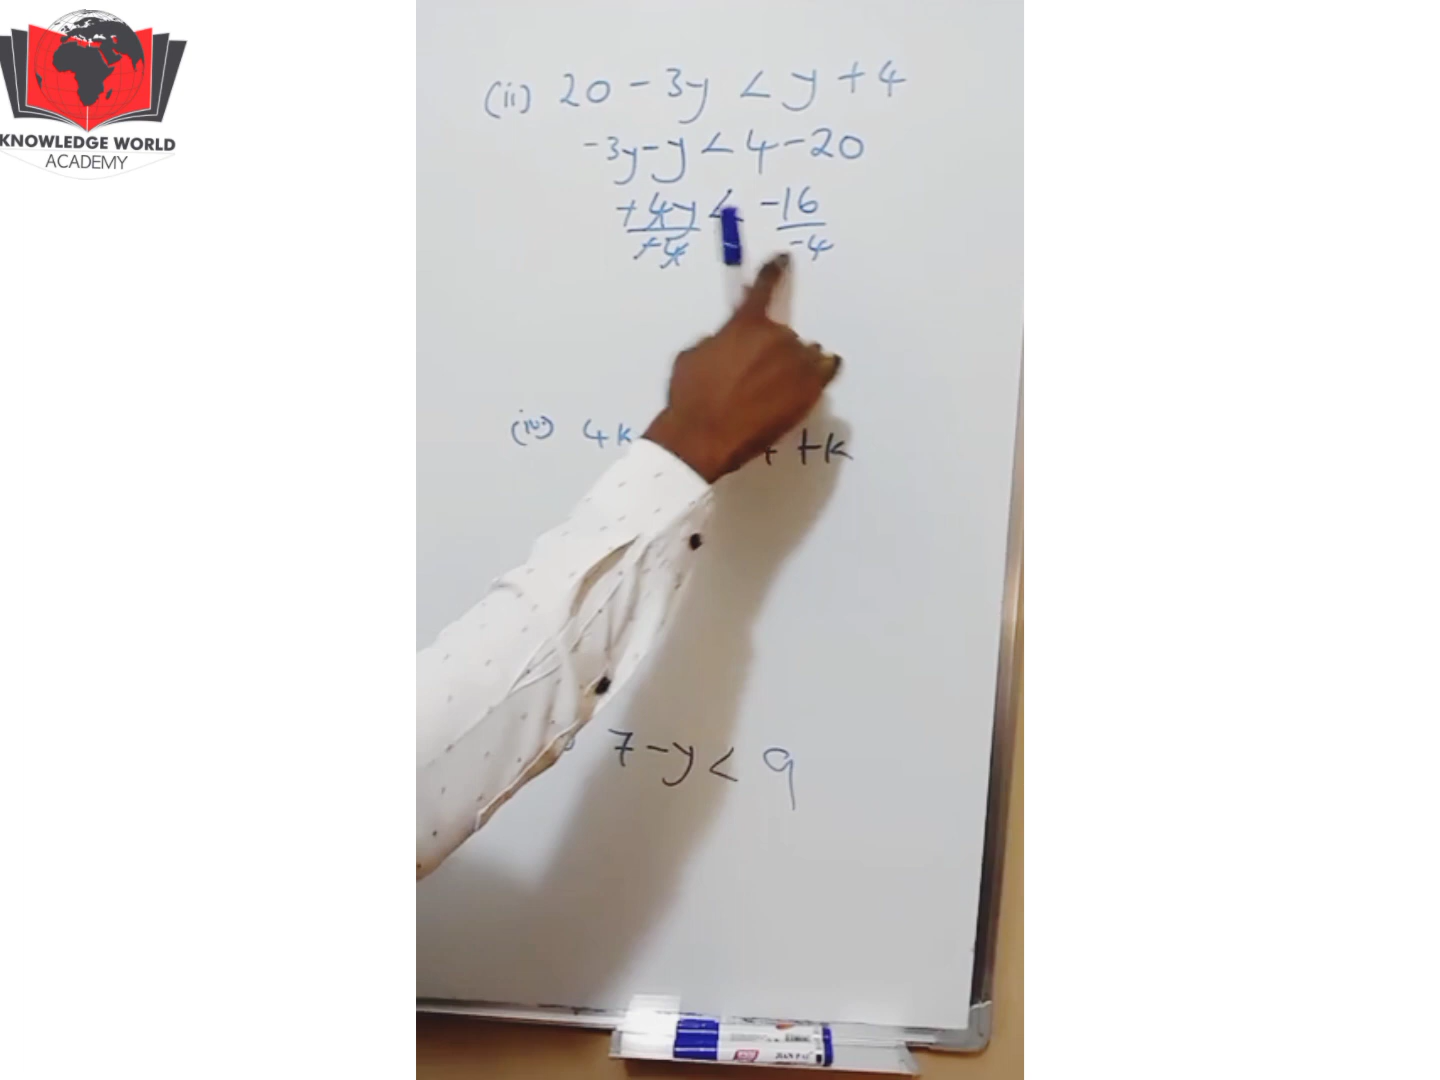 KNOWLEDGE WORLD
ACADEMY
(ii) 20 - 3y < y + 4
-3y - y < 4 - 20
+4y < -16
+4 -4
(iv) 4k + k
7 - y < 9